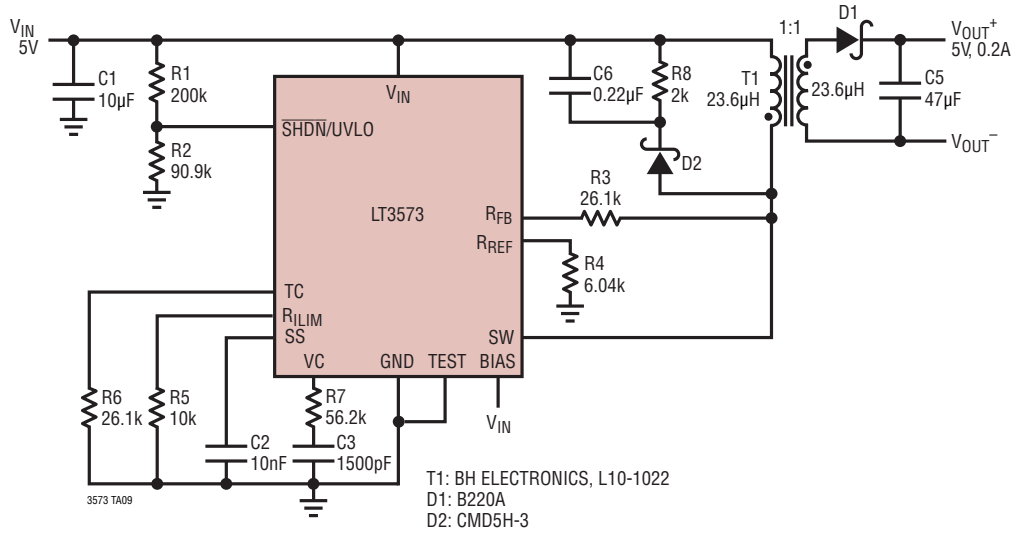 VIN
5V
C1
10µF
R1
200k
R2
90.9k
VIN
SHDN/UVLO
LT3573
RFB
RREF
TC
RILIM
SS
SW
VC
GND
TEST
BIAS
VIN
C6
0.22µF
R8
2k
D2
R3
26.1k
R4
6.04k
1:1
T1
23.6µH
23.6µH
D1
VOUT+
5V, 0.2A
C5
47µF
VOUT–
R6
26.1k
R5
10k
C2
10nF
R7
56.2k
C3
1500pF
3573 TA09
T1: BH ELECTRONICS, L10-1022
D1: B220A
D2: CMD5H-3